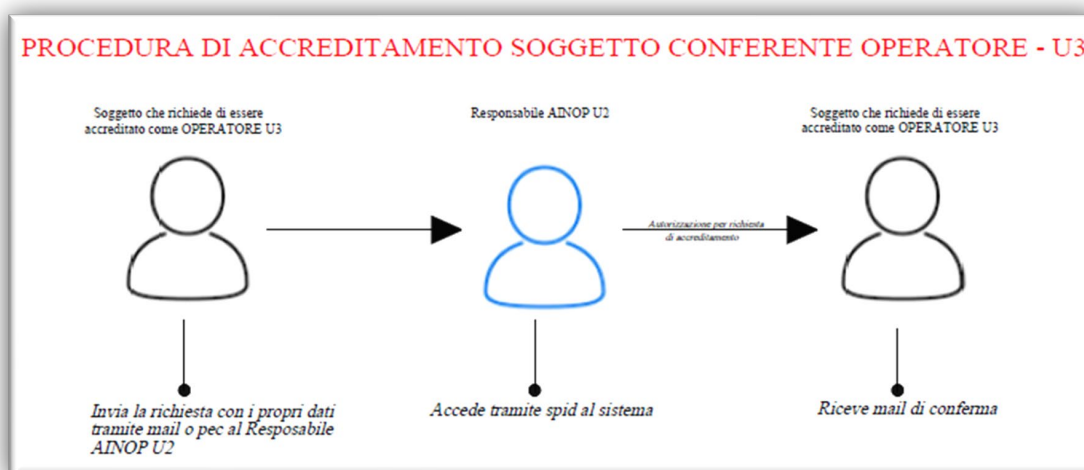 PROCEDURA DI ACCREDITAMENTO SOGGETTO CONFERENTE OPERATORE - U3
Soggetto che richiede di essere
accreditato come OPERATORE U3
Responsabile AINOP U2
Soggetto che richiede di essere
accreditato come OPERATORE U3
Autorizzazione per richiesta
di accreditamento
Invia la richiesta con i propri dati
tramite mail o pec al Resposabile
AINOP U2
Accede tramite spid al sistema
Riceve mail di conferma